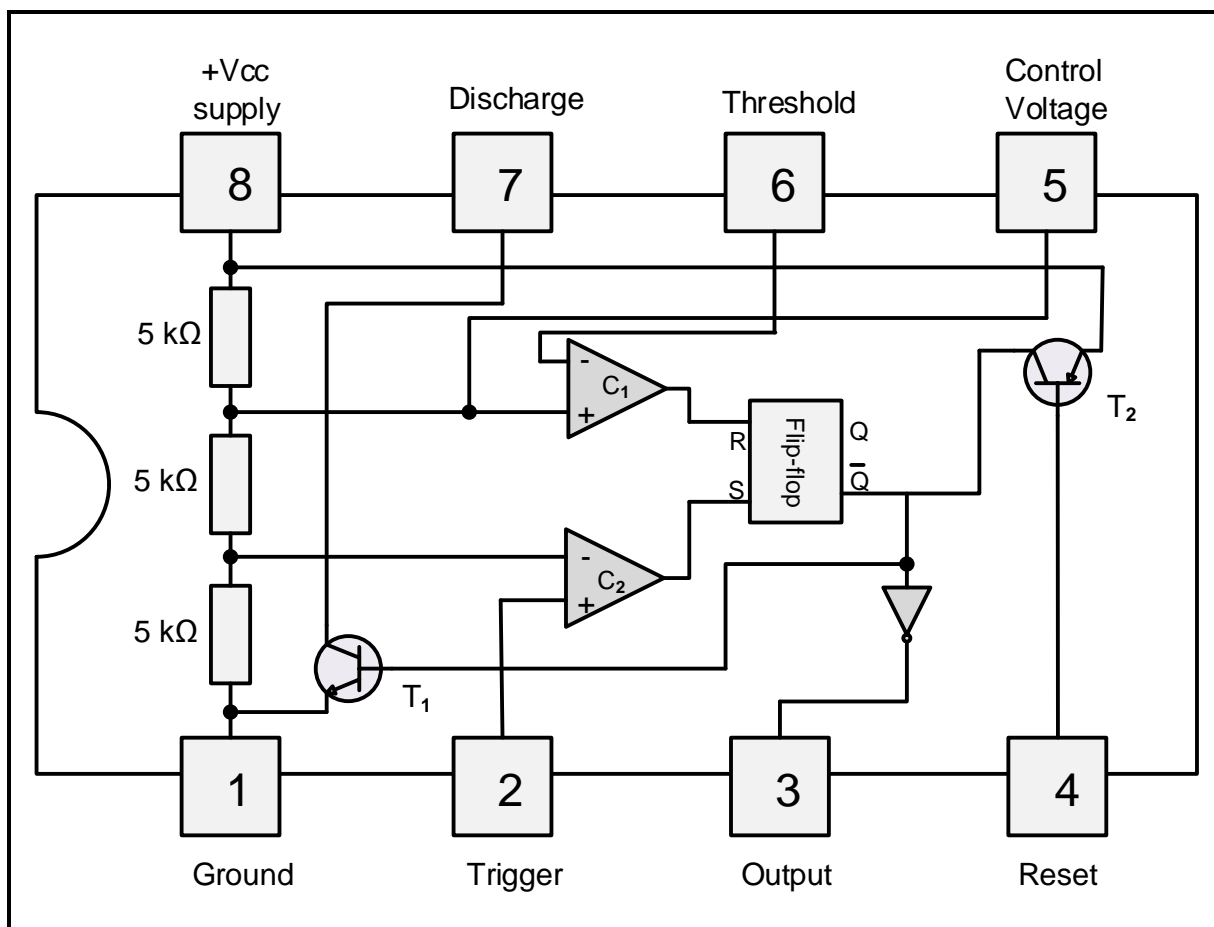 +Vcc
supply
Discharge
Threshold
Control
Voltage
8
7
6
5
5 kΩ
-
C1
+
T2
R
Q
Flip-flop
5 kΩ
S
Q̅
-
C2
+
5 kΩ
T1
1
2
3
4
Ground
Trigger
Output
Reset